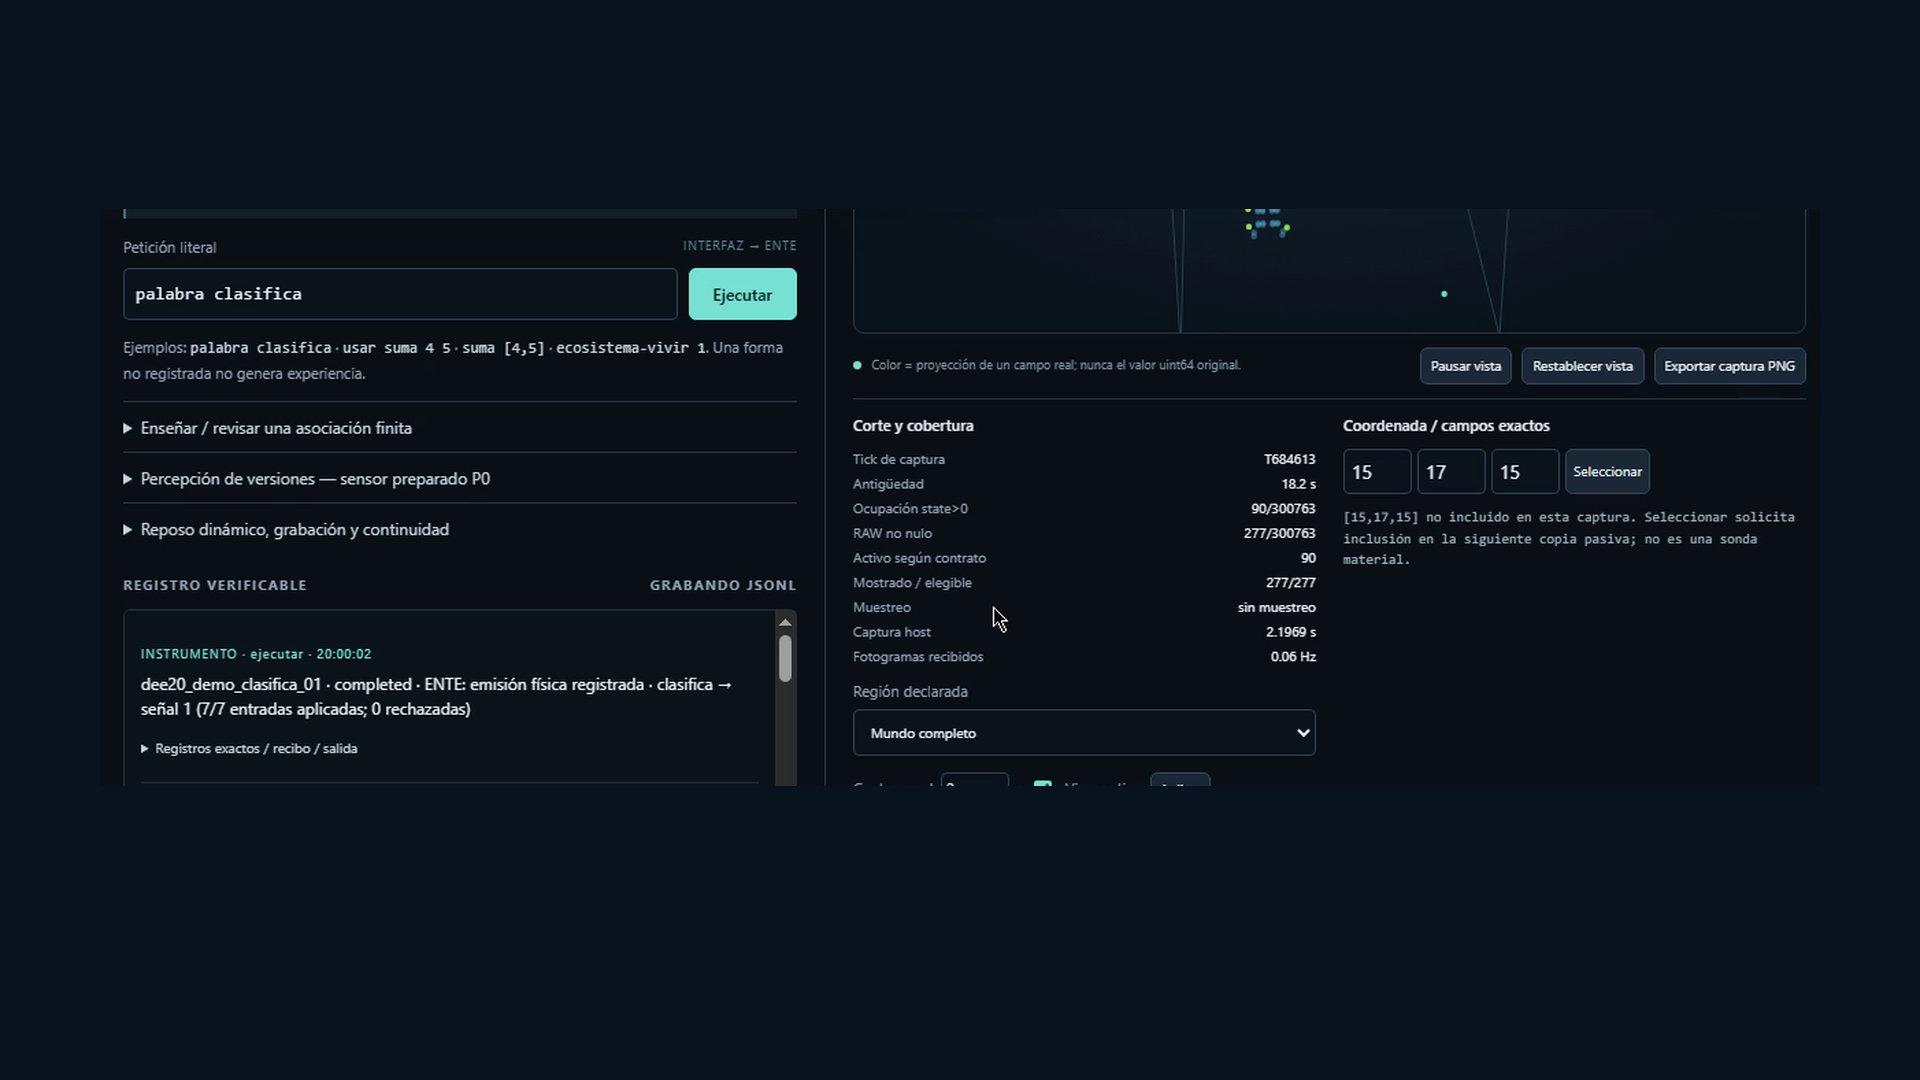 Petición literal
INTERFAZ → ENTE
palabra clasifica
Ejecutar
Ejemplos: palabra clasifica · usar suma 4 5 · suma [4,5] · ecosistema-vivir 1. Una forma
no registrada no genera experiencia.
Enseñar / revisar una asociación finita
Percepción de versiones — sensor preparado P0
Reposo dinámico, grabación y continuidad
REGISTRO VERIFICABLE
GRABANDO JSONL
INSTRUMENTO · ejecutar · 20:00:02
dee20_demo_clasifica_01 · completed · ENTE: emisión física registrada · clasifica →
señal 1 (7/7 entradas aplicadas; 0 rechazadas)
Registros exactos / recibo / salida
Color = proyección de un campo real; nunca el valor uint64 original.
Pausar vista
Restablecer vista
Exportar captura PNG
Corte y cobertura
Tick de captura T684613
Antigüedad 18.2 s
Ocupación state>0 90/300763
RAW no nulo 277/300763
Activo según contrato 90
Mostrado / elegible 277/277
Muestreo sin muestreo
Captura host 2.1969 s
Fotogramas recibidos 0.06 Hz
Región declarada
Mundo completo
Coordenada / campos exactos
15 17 15 Seleccionar
[15,17,15] no incluido en esta captura. Seleccionar solicita
inclusión en la siguiente copia pasiva; no es una sonda
material.